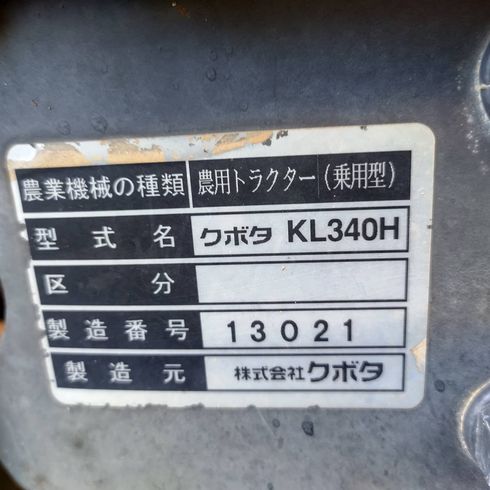 農業機械の種類 農用トラクター(乗用型)
型式名 クボタ KL340H
区分
製造番号 13021
製造元 株式会社クボタ